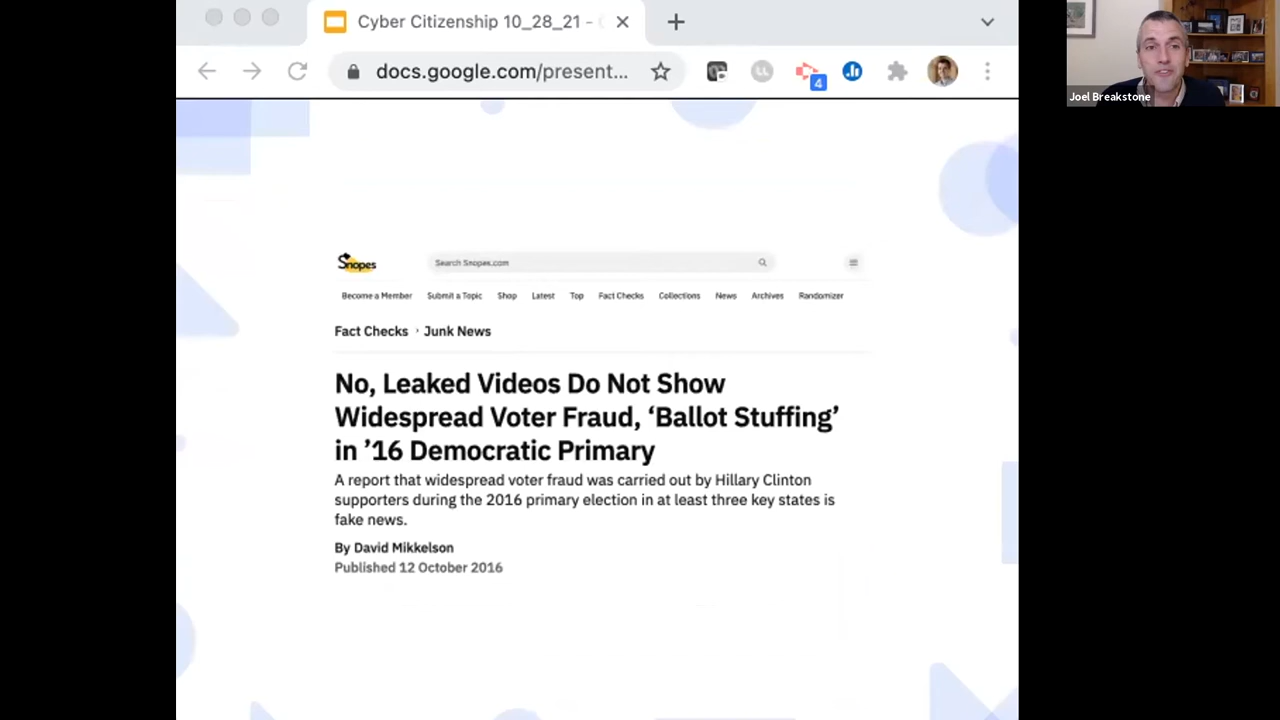 Cyber Citizenship 10_28_21 -
docs.google.com/present...
4
Joel Breakstone
Snopes
Search Snopes.com
Become a Member Submit a Topic Shop Latest Top Fact Checks Collections News Archives Randomizer
Fact Checks › Junk News
No, Leaked Videos Do Not Show
Widespread Voter Fraud, ‘Ballot Stuffing’
in ’16 Democratic Primary
A report that widespread voter fraud was carried out by Hillary Clinton
supporters during the 2016 primary election in at least three key states is
fake news.
By David Mikkelson
Published 12 October 2016